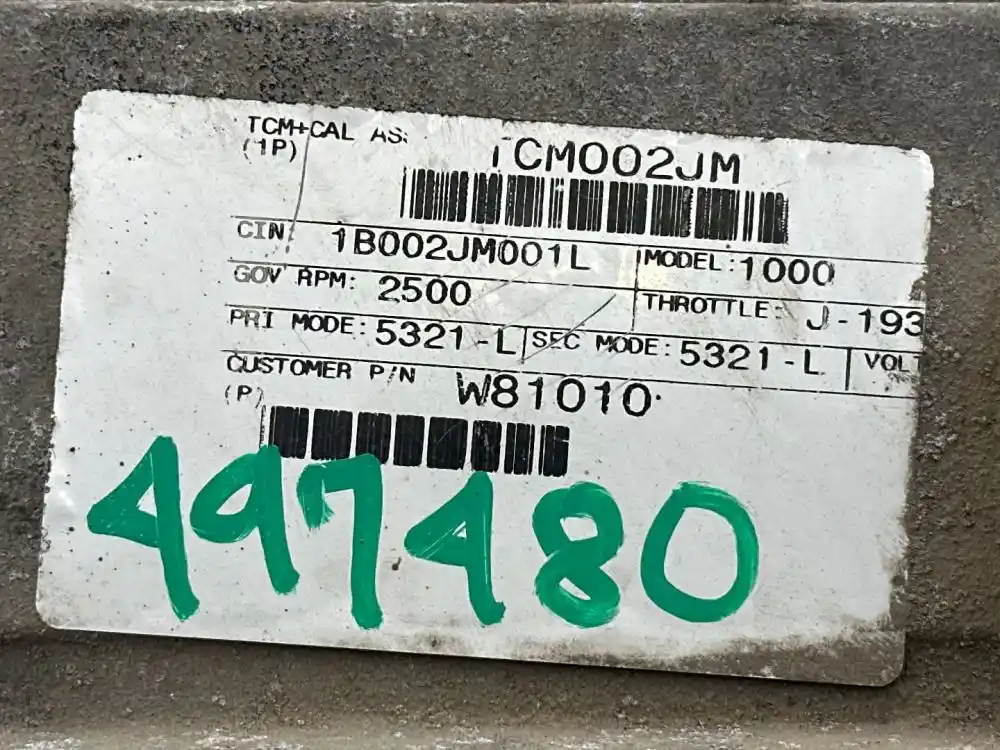 TCM+CAL AS: TCM002JM
(1P)
CIN: 1B002JM001L MODEL: 1000
GOV RPM: 2500 THROTTLE: J-193
PRI MODE: 5321-L SEC MODE: 5321-L VOLT
CUSTOMER P/N W81010
(P)
497480